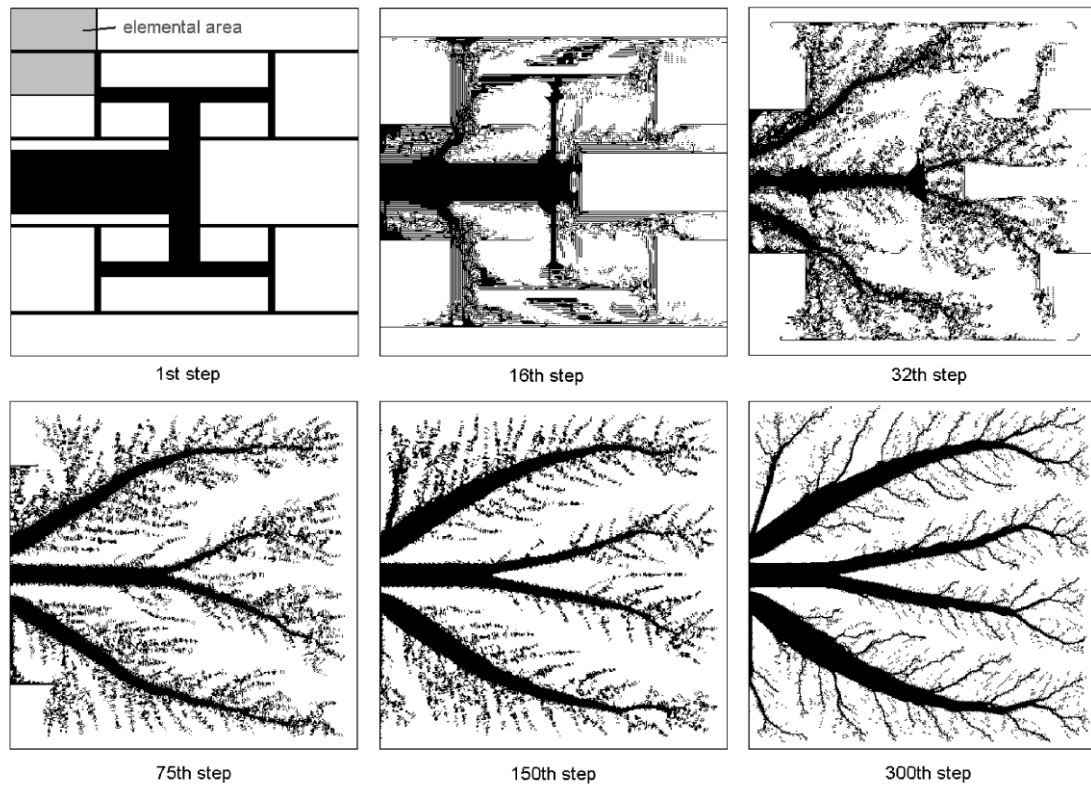 elemental area
1st step
16th step
32th step
75th step
150th step
300th step